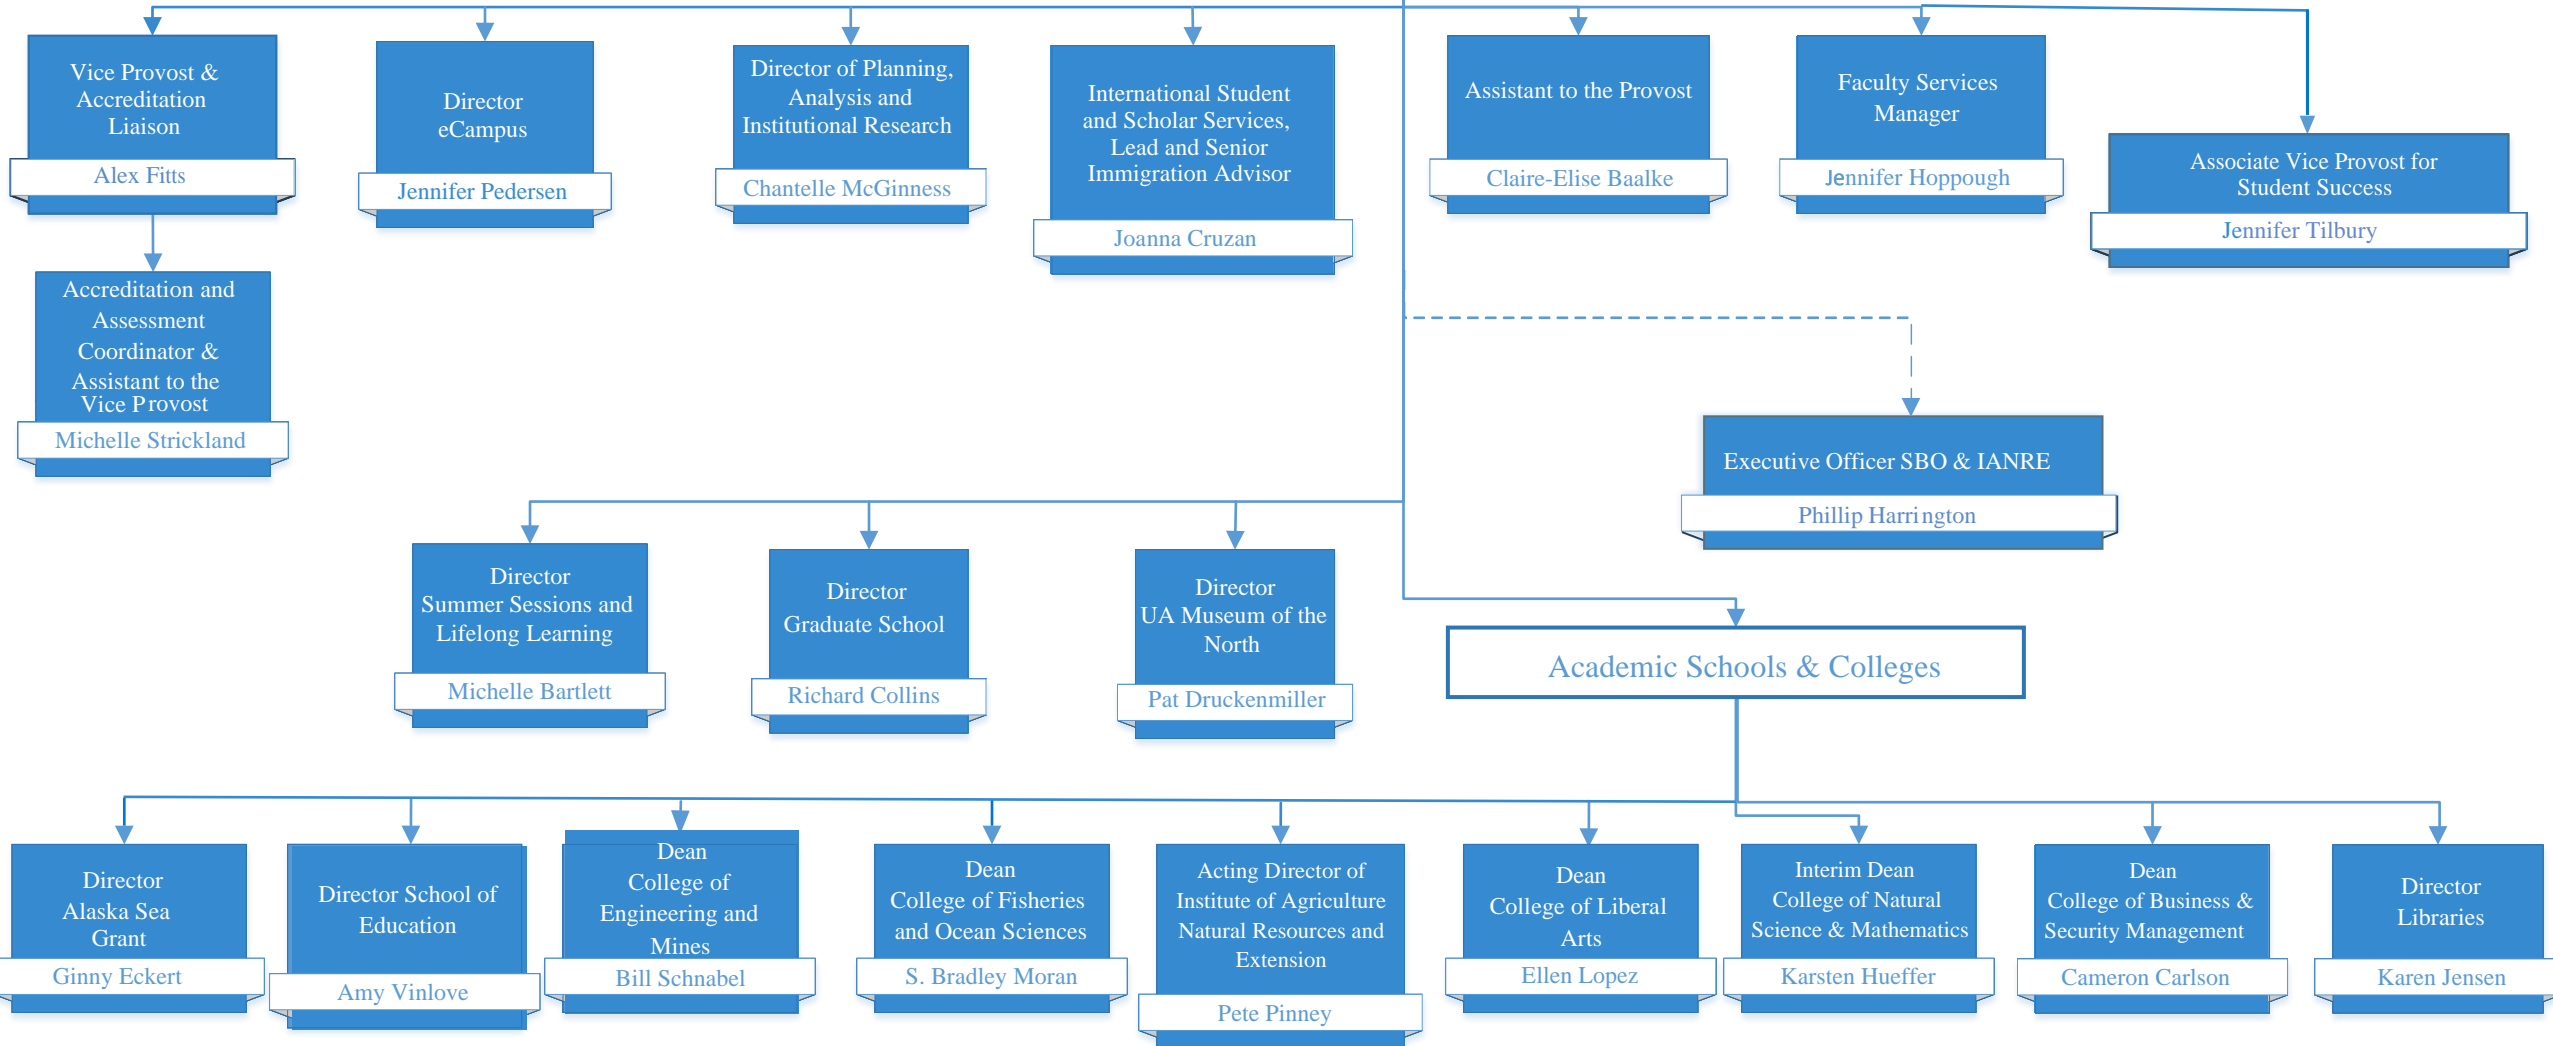 Vice Provost &
Accreditation
Liaison
Alex Fitts
Director
eCampus
Jennifer Pedersen
Director of Planning,
Analysis and
Institutional Research
Chantelle McGinness
International Student
and Scholar Services,
Lead and Senior
Immigration Advisor
Joanna Cruzan
Assistant to the Provost
Claire-Elise Baalke
Faculty Services
Manager
Jennifer Hoppough
Associate Vice Provost for
Student Success
Jennifer Tilbury
Accreditation and
Assessment
Coordinator &
Assistant to the
Vice Provost
Michelle Strickland
Executive Officer SBO & IANRE
Phillip Harrington
Director
Summer Sessions and
Lifelong Learning
Michelle Bartlett
Director
Graduate School
Richard Collins
Director
UA Museum of the
North
Pat Druckenmiller
Academic Schools & Colleges
Director
Alaska Sea
Grant
Ginny Eckert
Director School of
Education
Amy Vinlove
Dean
College of
Engineering and
Mines
Bill Schnabel
Dean
College of Fisheries
and Ocean Sciences
S. Bradley Moran
Acting Director of
Institute of Agriculture
Natural Resources and
Extension
Pete Pinney
Dean
College of Liberal
Arts
Ellen Lopez
Interim Dean
College of Natural
Science & Mathematics
Karsten Hueffer
Dean
College of Business &
Security Management
Cameron Carlson
Director
Libraries
Karen Jensen